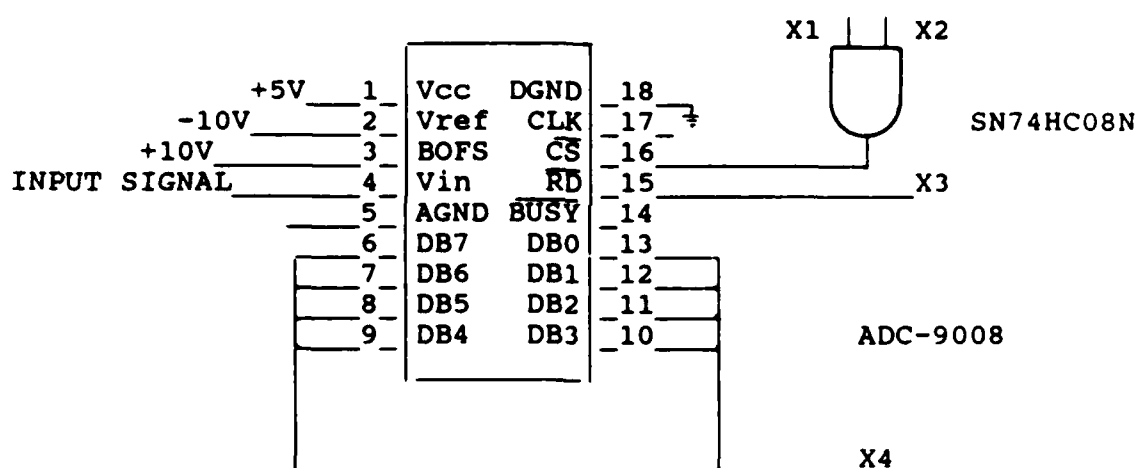 X1 X2
+5V 1 Vcc DGND 18
-10V 2 Vref CLK 17 SN74HC08N
+10V 3 BOFS CS 16
INPUT SIGNAL 4 Vin RD 15 X3
5 AGND BUSY 14
6 DB7 DB0 13
7 DB6 DB1 12
8 DB5 DB2 11
9 DB4 DB3 10 ADC-9008
X4